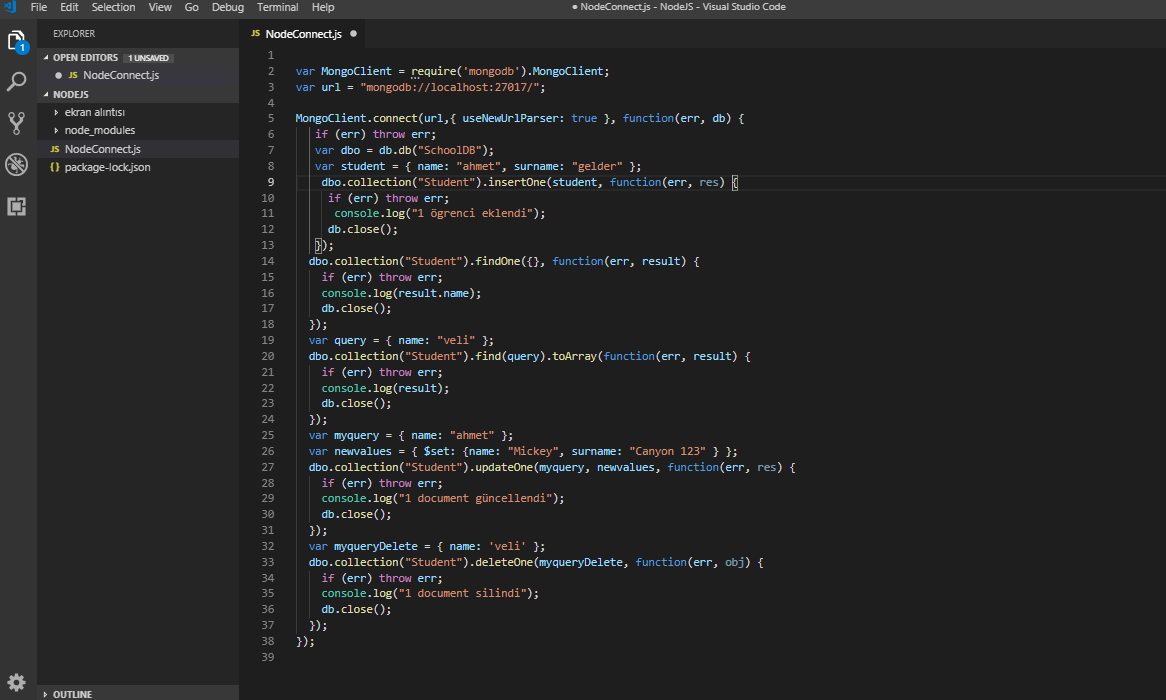 File Edit Selection View Go Debug Terminal Help
● NodeConnect.js - NodeJS - Visual Studio Code
1
EXPLORER
OPEN EDITORS 1 UNSAVED
● JS NodeConnect.js
NODEJS
ekran alıntısı
node_modules
JS NodeConnect.js
{} package-lock.json
OUTLINE
JS NodeConnect.js ●
1
2 var MongoClient = require('mongodb').MongoClient;
3 var url = "mongodb://localhost:27017/";
4
5 MongoClient.connect(url,{ useNewUrlParser: true }, function(err, db) {
6 if (err) throw err;
7 var dbo = db.db("SchoolDB");
8 var student = { name: "ahmet", surname: "gelder" };
9 dbo.collection("Student").insertOne(student, function(err, res) {
10 if (err) throw err;
11 console.log("1 ögrenci eklendi");
12 db.close();
13 });
14 dbo.collection("Student").findOne({}, function(err, result) {
15 if (err) throw err;
16 console.log(result.name);
17 db.close();
18 });
19 var query = { name: "veli" };
20 dbo.collection("Student").find(query).toArray(function(err, result) {
21 if (err) throw err;
22 console.log(result);
23 db.close();
24 });
25 var myquery = { name: "ahmet" };
26 var newvalues = { $set: {name: "Mickey", surname: "Canyon 123" } };
27 dbo.collection("Student").updateOne(myquery, newvalues, function(err, res) {
28 if (err) throw err;
29 console.log("1 document güncellendi");
30 db.close();
31 });
32 var myqueryDelete = { name: 'veli' };
33 dbo.collection("Student").deleteOne(myqueryDelete, function(err, obj) {
34 if (err) throw err;
35 console.log("1 document silindi");
36 db.close();
37 });
38 });
39